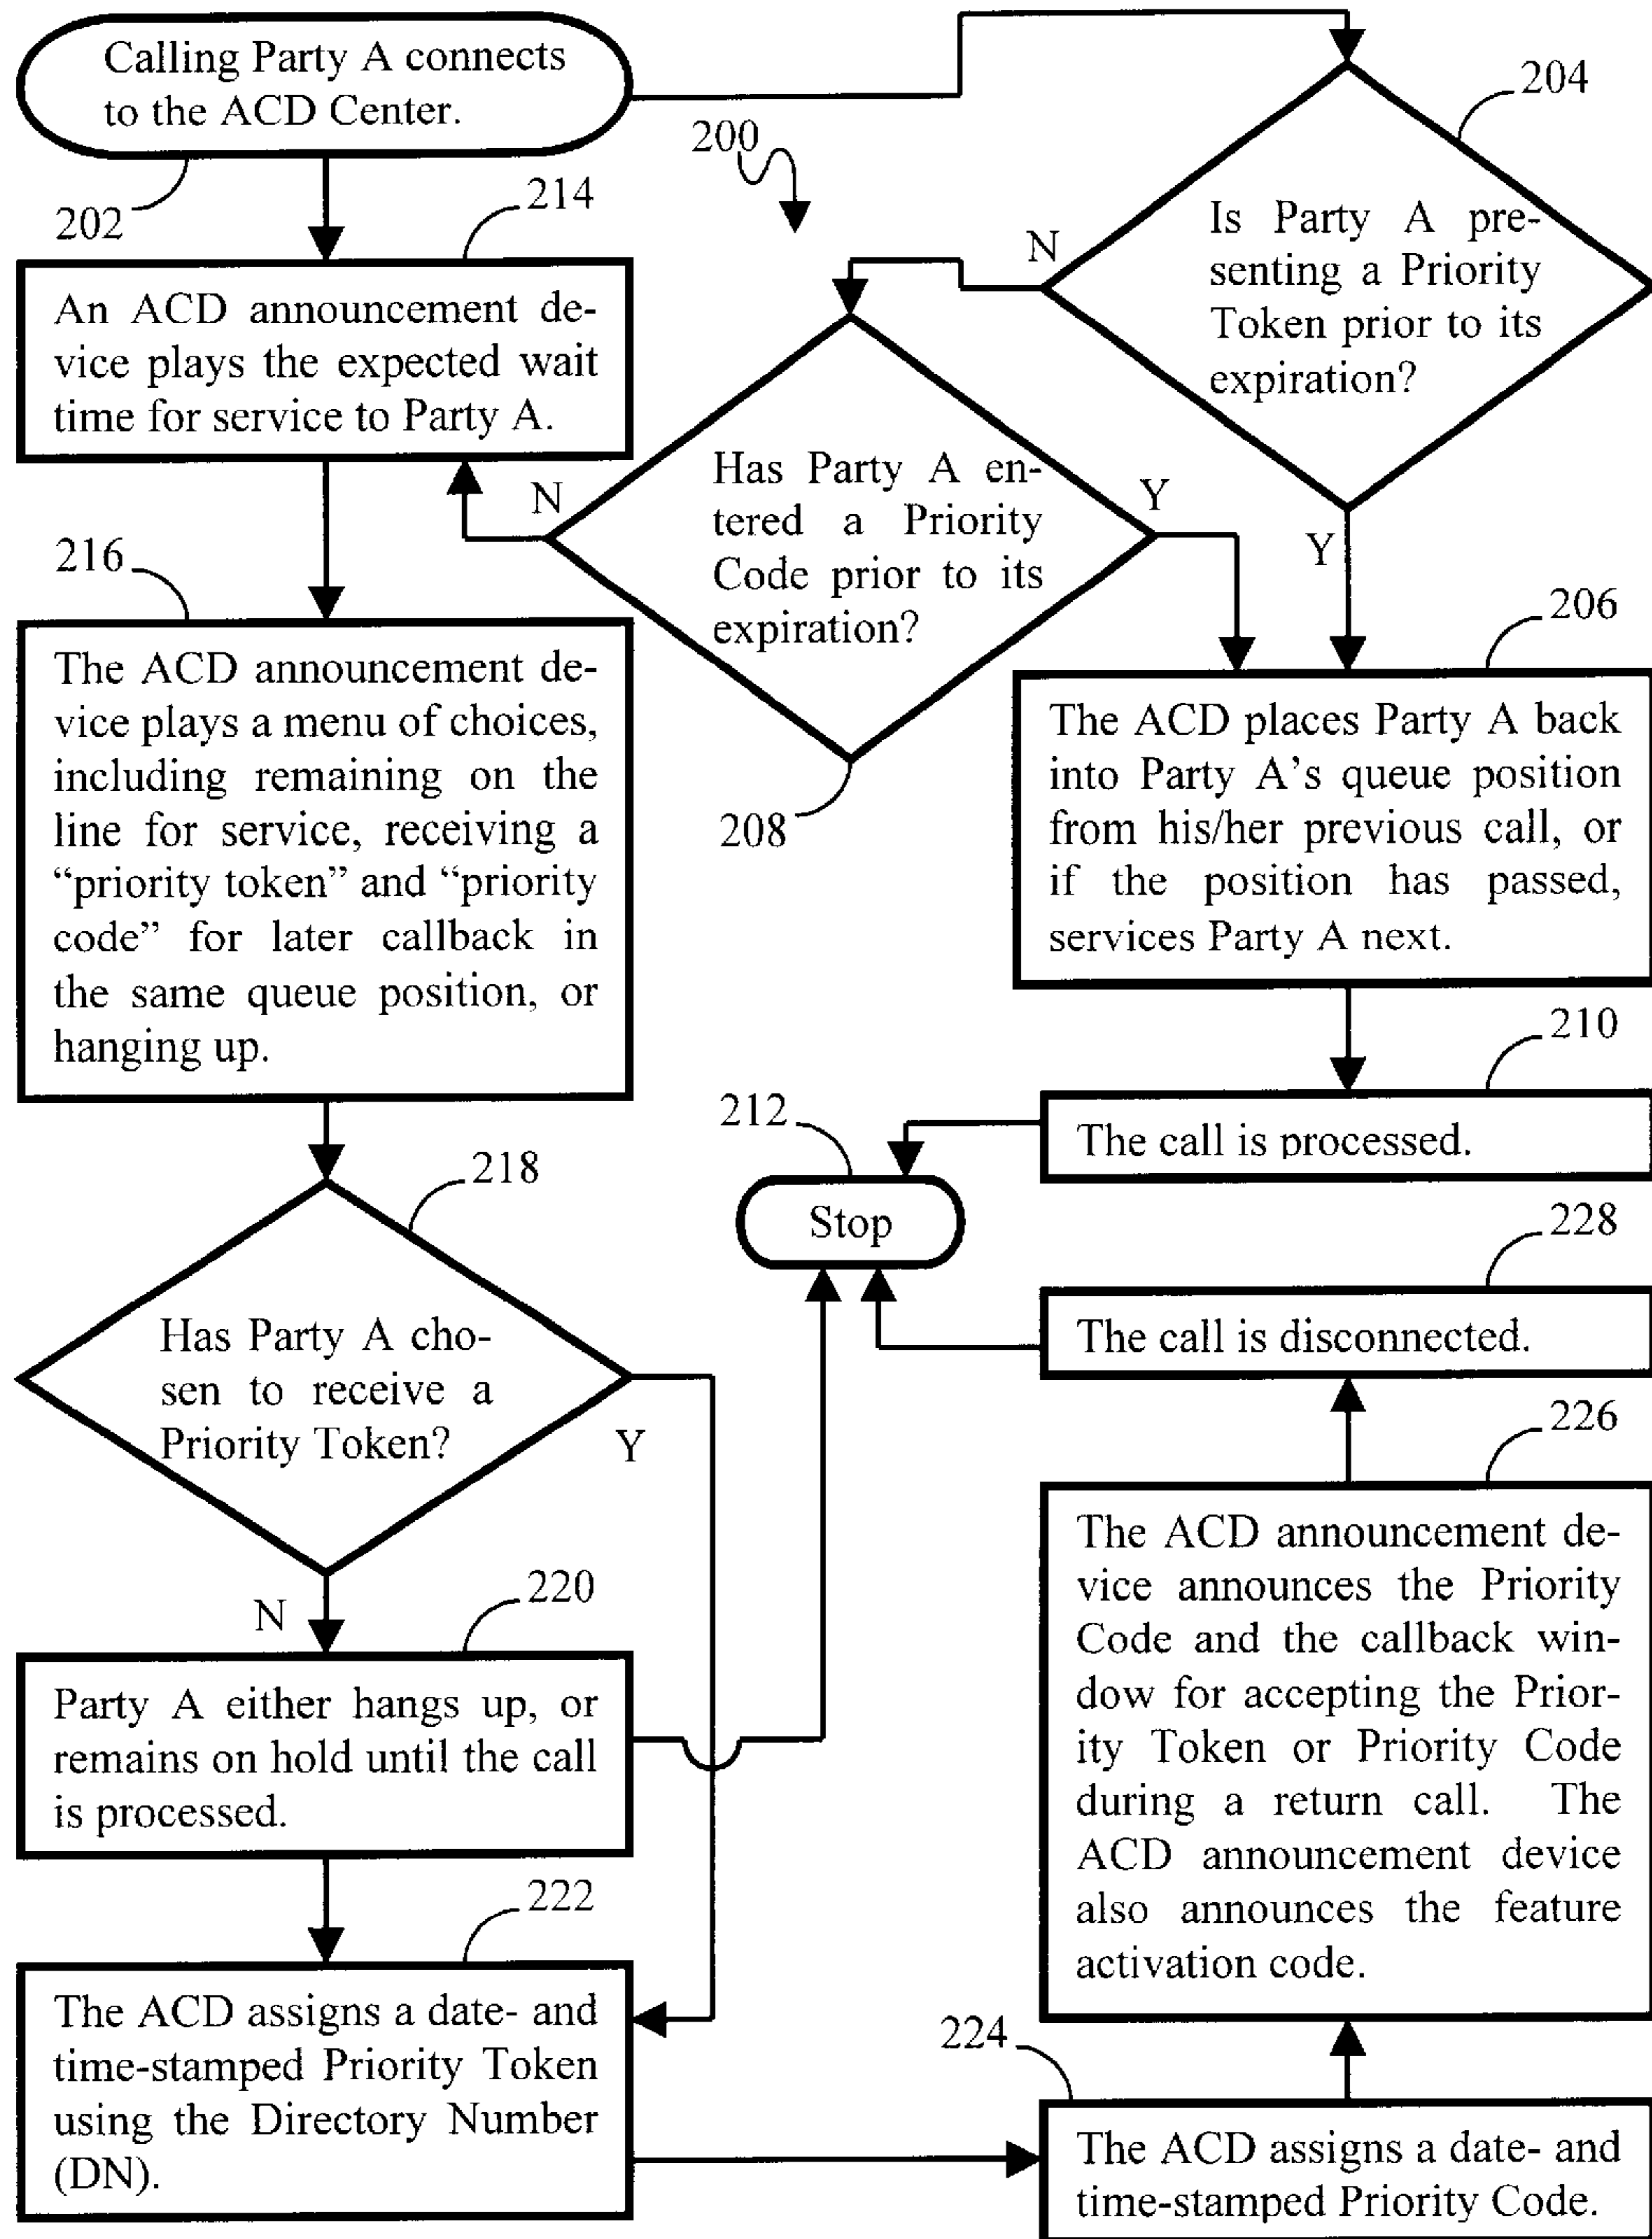 Calling Party A connects
to the ACD Center.
202
200
204
Is Party A pre-
senting a Priority
Token prior to its
expiration?
N
Y
214
An ACD announcement de-
vice plays the expected wait
time for service to Party A.
Has Party A en-
tered a Priority
Code prior to its
expiration?
N
Y
208
206
The ACD places Party A back
into Party A’s queue position
from his/her previous call, or
if the position has passed,
services Party A next.
216
The ACD announcement de-
vice plays a menu of choices,
including remaining on the
line for service, receiving a
“priority token” and “priority
code” for later callback in
the same queue position, or
hanging up.
210
The call is processed.
212
Stop
218
Has Party A cho-
sen to receive a
Priority Token?
Y
N
228
The call is disconnected.
226
The ACD announcement de-
vice announces the Priority
Code and the callback win-
dow for accepting the Prior-
ity Token or Priority Code
during a return call. The
ACD announcement device
also announces the feature
activation code.
220
Party A either hangs up, or
remains on hold until the call
is processed.
222
The ACD assigns a date- and
time-stamped Priority Token
using the Directory Number
(DN).
224
The ACD assigns a date- and
time-stamped Priority Code.